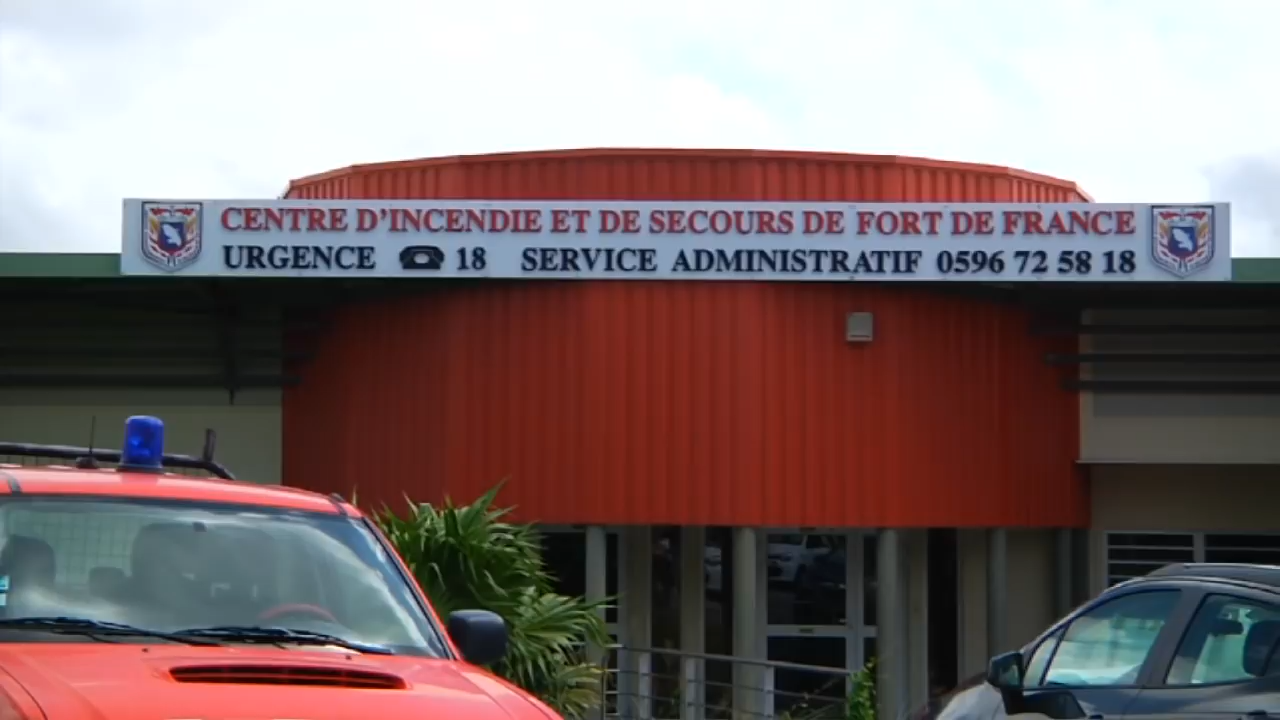 CENTRE D'INCENDIE ET DE SECOURS DE FORT DE FRANCE
URGENCE ☎ 18 SERVICE ADMINISTRATIF 0596 72 58 18